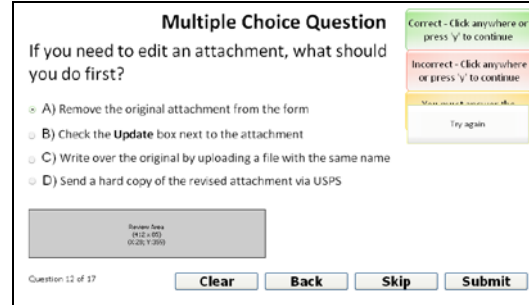 Multiple Choice Question
If you need to edit an attachment, what should
you do first?
A) Remove the original attachment from the form
B) Check the Update box next to the attachment
C) Write over the original by uploading a file with the same name
D) Send a hard copy of the revised attachment via USPS
Correct - Click anywhere or
press 'y' to continue
Incorrect - Click anywhere
or press 'y' to continue
You must answer the
Try again
Review Area
Question 12 of 17
Clear
Back
Skip
Submit